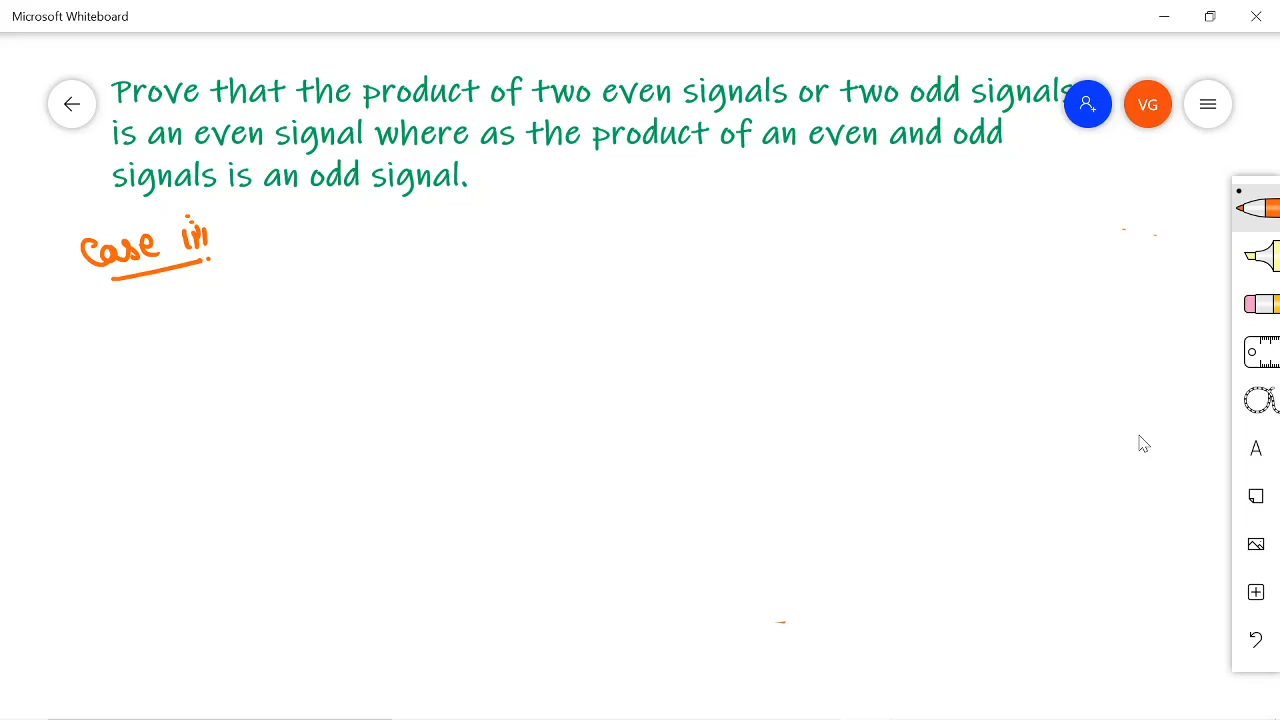 Microsoft Whiteboard
Prove that the product of two even signals or two odd signals
is an even signal where as the product of an even and odd
signals is an odd signal.
VG
Case iii
A